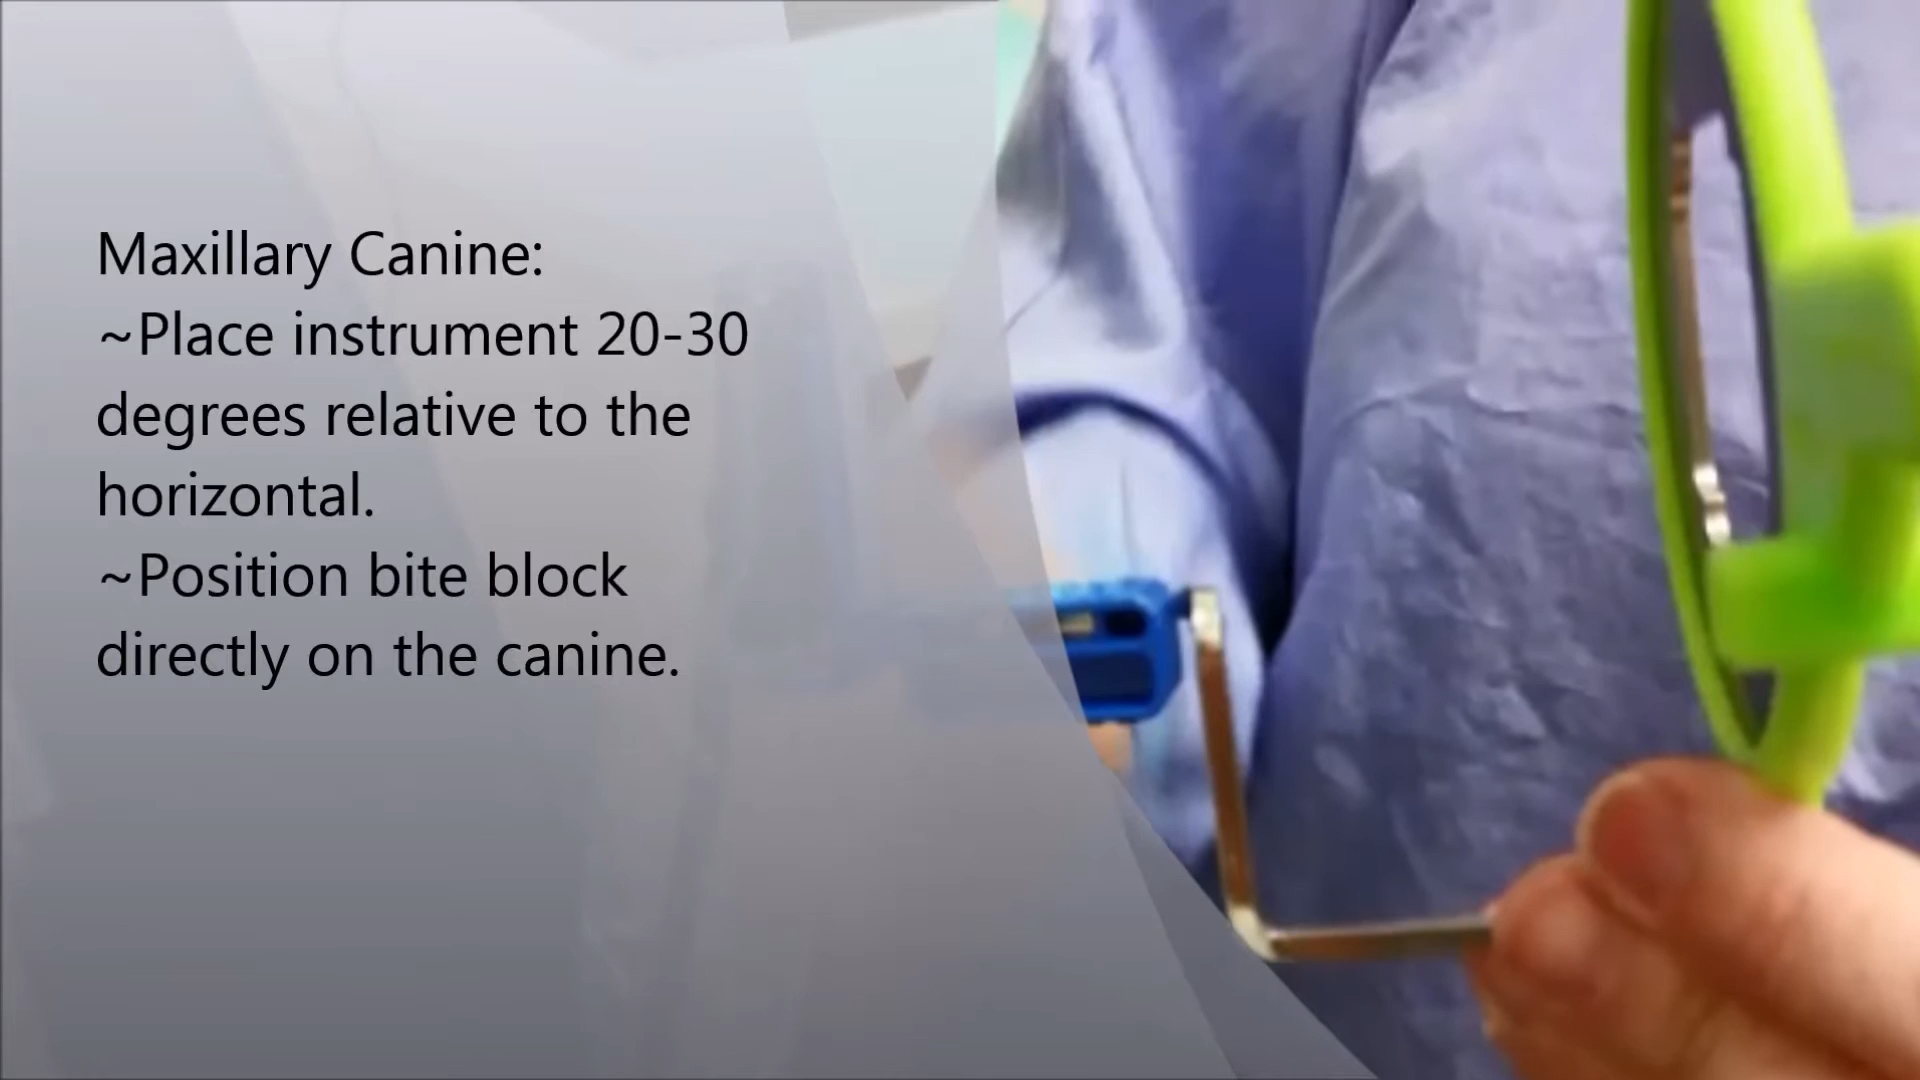 Maxillary Canine:
~Place instrument 20-30
degrees relative to the
horizontal.
~Position bite block
directly on the canine.